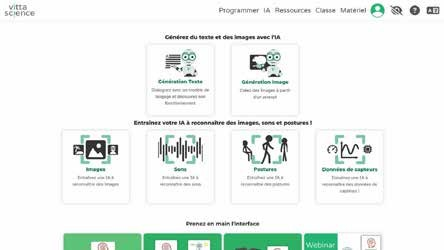 vitta
science
Programmer IA Ressources Classe Matériel
Générez du texte et des images avec l'IA
Génération Texte
Dialoguez avec un modèle de
langage et découvrez son
fonctionnement
Génération Image
Créez des images à partir
d'un prompt
Entraînez votre IA à reconnaître des images, sons et postures !
Images
Entraînez une IA à
reconnaître des images
Sons
Entraînez une IA à
reconnaître des sons
Postures
Entraînez une IA à
reconnaître des postures
Données de capteurs
Entraînez une IA à
reconnaître des données de
capteurs !
Prenez en main l'interface
Webinar